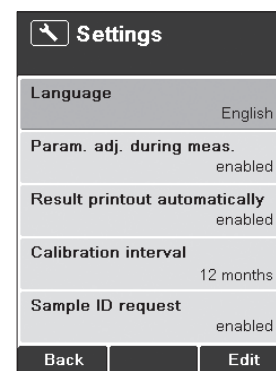 Settings
Language
English
Param. adj. during meas.
enabled
Result printout automatically
enabled
Calibration interval
12 months
Sample ID request
enabled
Back
Edit